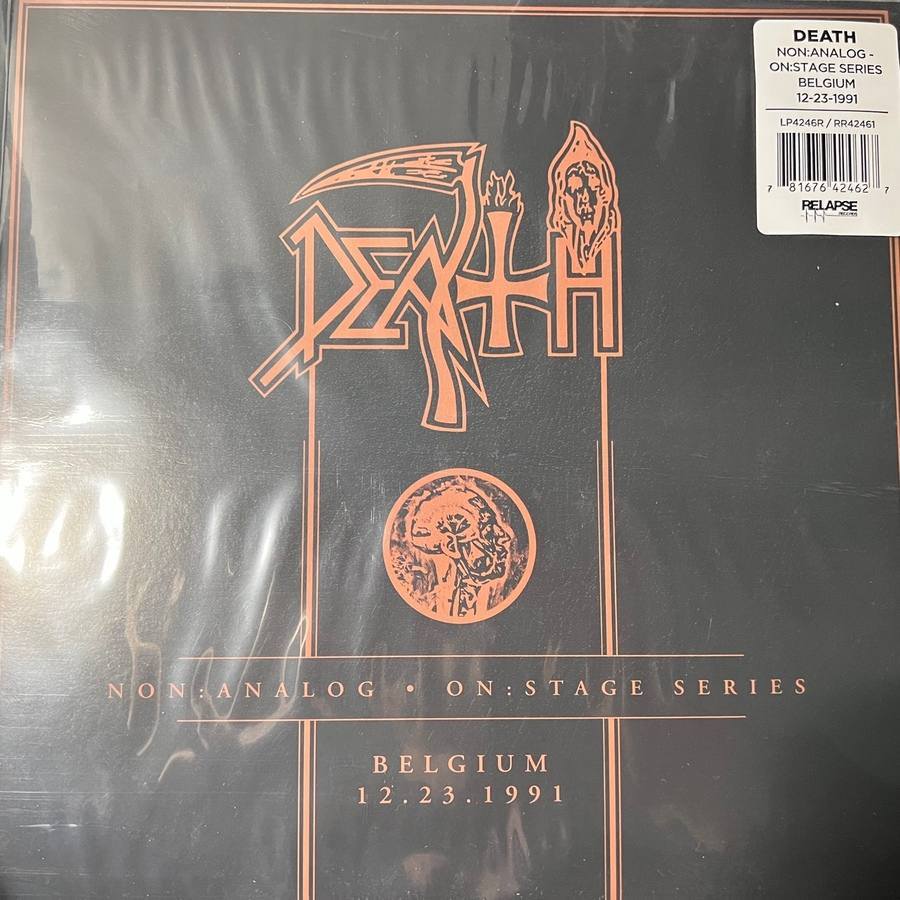 DEATH
NON:ANALOG -
ON:STAGE SERIES
BELGIUM
12-23-1991
LP4246R / RR42461
7 81676 42462 7
RELAPSE
RECORDS
DEATH
NON:ANALOG • ON:STAGE SERIES
BELGIUM
12.23.1991